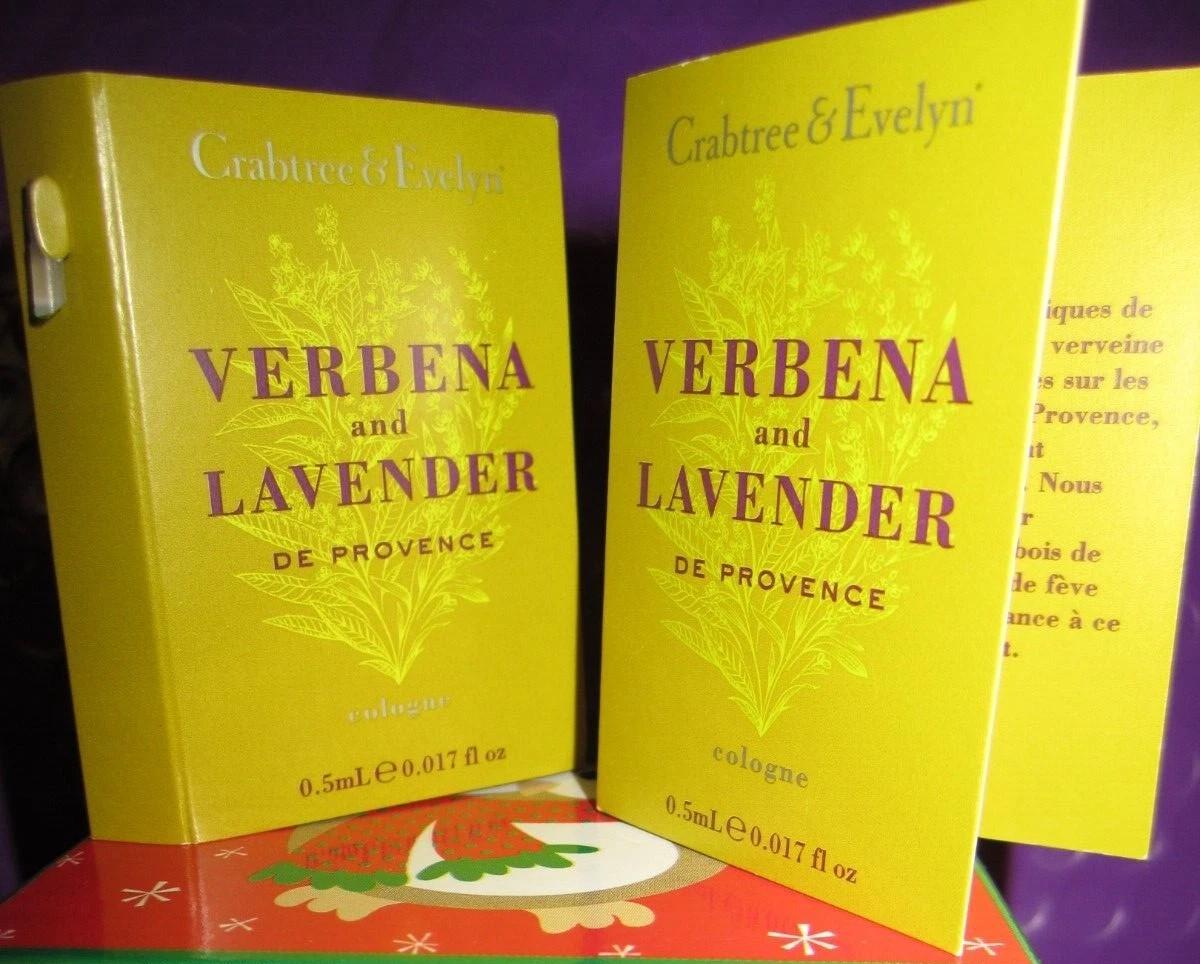 Crabtree & Evelyn
VERBENA
and
LAVENDER
DE PROVENCE
cologne
0.5mL e 0.017 fl oz
Crabtree & Evelyn®
VERBENA
and
LAVENDER
DE PROVENCE
cologne
0.5mL e 0.017 fl oz
iques de
verveine
es sur les
Provence,
nt
. Nous
r
bois de
de fève
ance à ce
t.